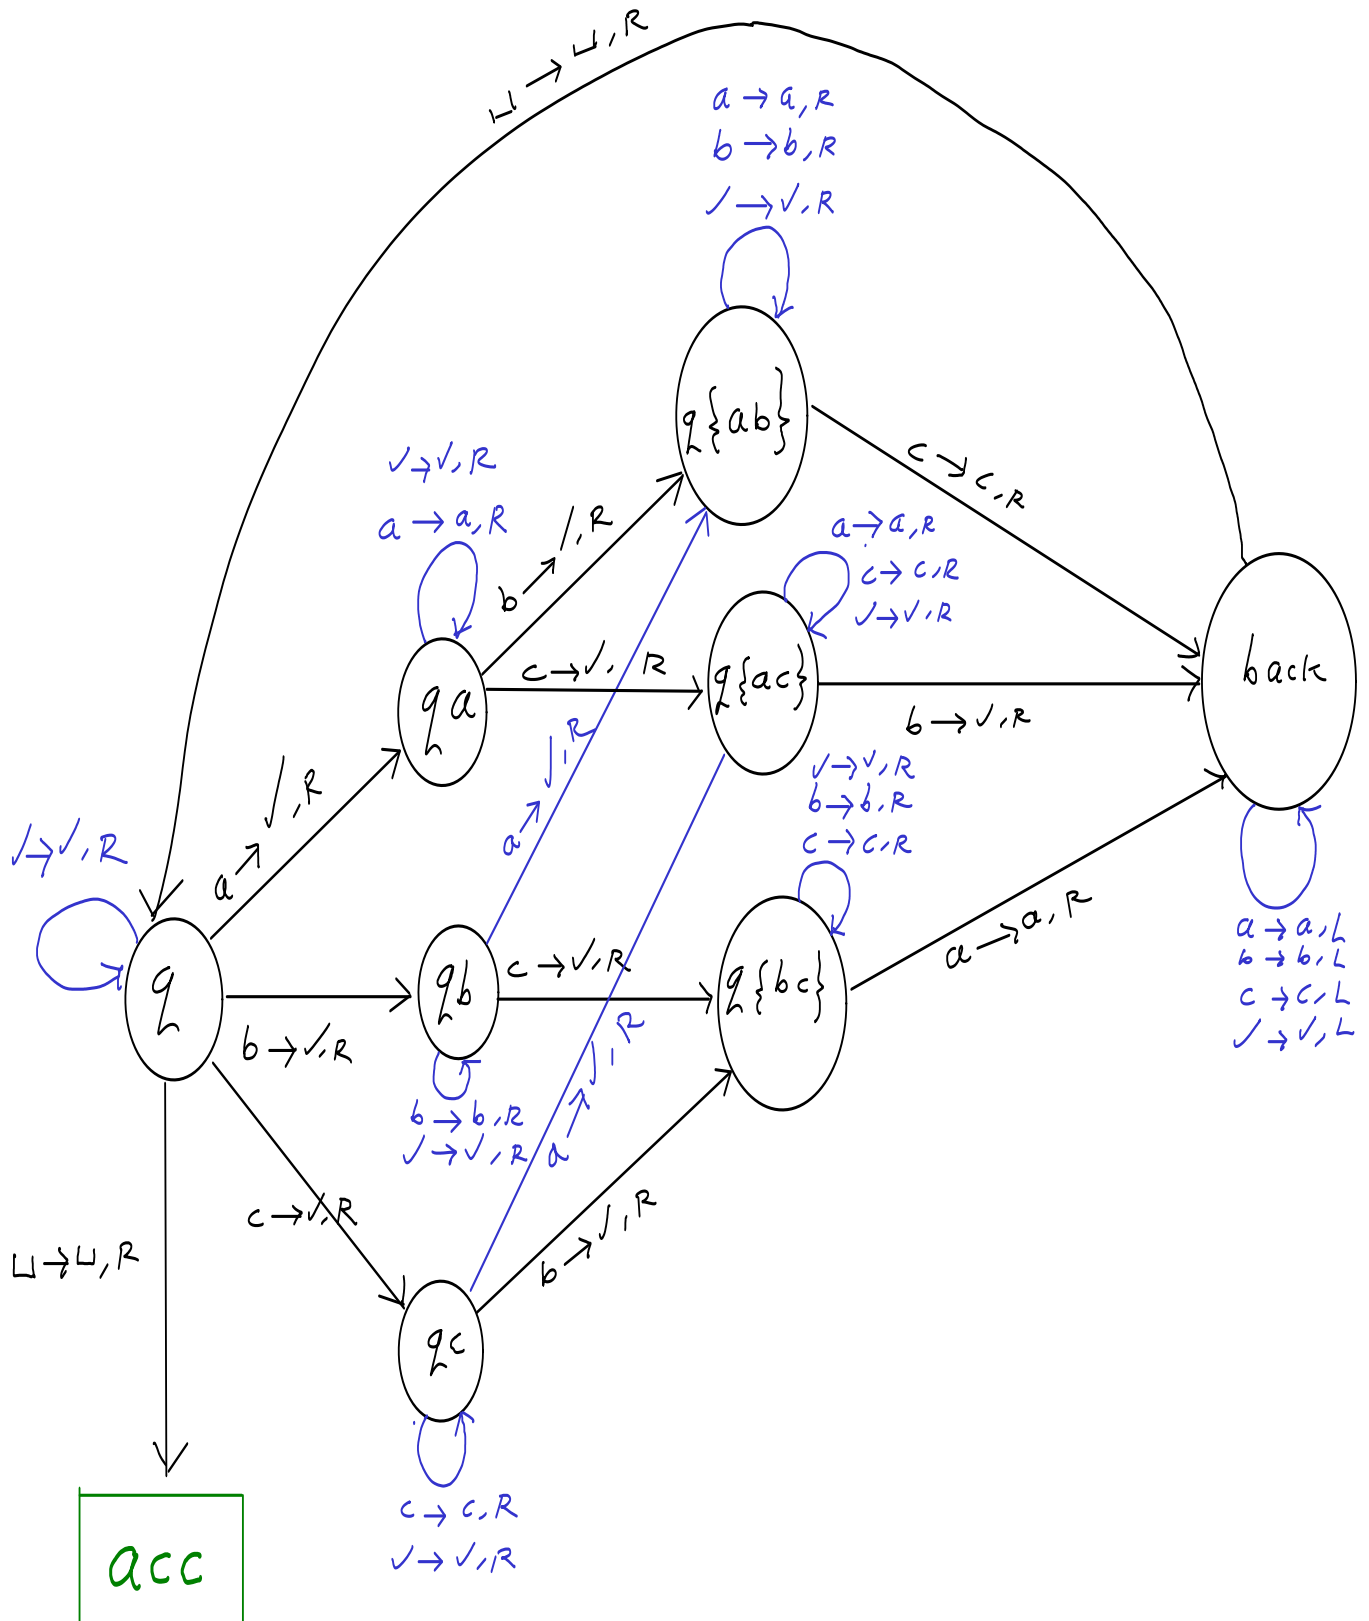 ⊔ → ⊔, R
a → a, R
b → b, R
✓ → ✓, R
q{ab}
✓ → ✓, R
a → a, R
b → ✓, R
c → c, R
a → a, R
c → c, R
✓ → ✓, R
qa
c → ✓, R
q{ac}
back
b → ✓, R
a → ✓, R
a → ✓, R
✓ → ✓, R
✓ → ✓, R
b → b, R
c → c, R
q
b → ✓, R
qb
c → ✓, R
q{bc}
a → a, R
a → a, L
b → b, L
c → c, L
✓ → ✓, L
b → b, R
✓ → ✓, R
a → ✓, R
c → ✓, R
b → ✓, R
⊔ → ⊔, R
qc
c → c, R
✓ → ✓, R
acc